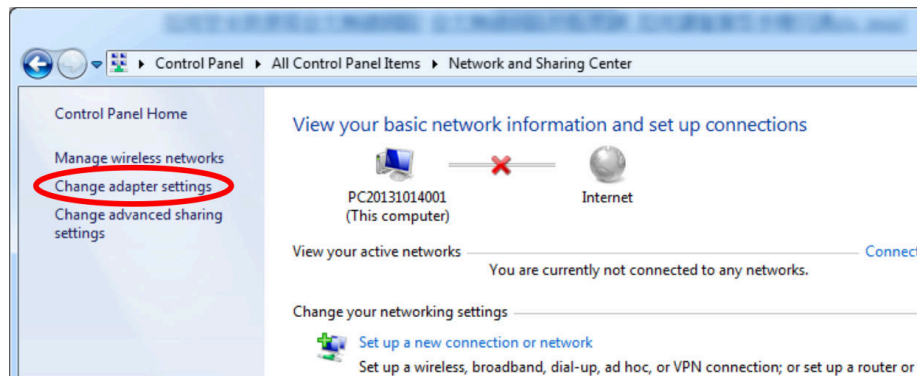 Control Panel ▸ All Control Panel Items ▸ Network and Sharing Center
Control Panel Home
Manage wireless networks
Change adapter settings
Change advanced sharing
settings
View your basic network information and set up connections
PC20131014001
(This computer)
Internet
View your active networks
Connect
You are currently not connected to any networks.
Change your networking settings
Set up a new connection or network
Set up a wireless, broadband, dial-up, ad hoc, or VPN connection; or set up a router or